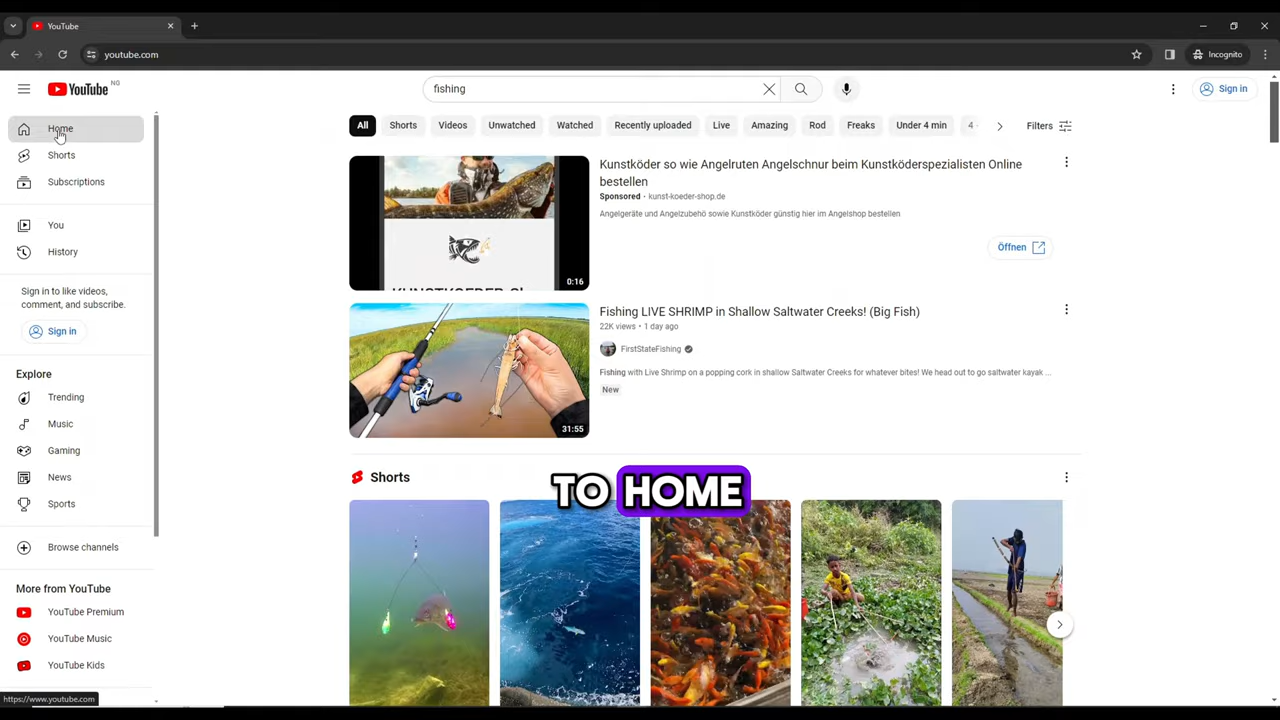 YouTube
youtube.com
Incognito
YouTube NG
fishing
Sign in
Home
Shorts
Subscriptions
You
History
Sign in to like videos,
comment, and subscribe.
Sign in
Explore
Trending
Music
Gaming
News
Sports
Browse channels
More from YouTube
YouTube Premium
YouTube Music
YouTube Kids
https://www.youtube.com
All
Shorts
Videos
Unwatched
Watched
Recently uploaded
Live
Amazing
Rod
Freaks
Under 4 min
4
Filters
0:16
Kunstköder so wie Angelruten Angelschnur beim Kunstköderspezialisten Online
bestellen
Sponsored • kunst-koeder-shop.de
Angelgeräte und Angelzubehö sowie Kunstköder günstig hier im Angelshop bestellen
Öffnen
31:55
Fishing LIVE SHRIMP in Shallow Saltwater Creeks! (Big Fish)
22K views • 1 day ago
FirstStateFishing
Fishing with Live Shrimp on a popping cork in shallow Saltwater Creeks for whatever bites! We head out to go saltwater kayak ...
New
Shorts
TO HOME